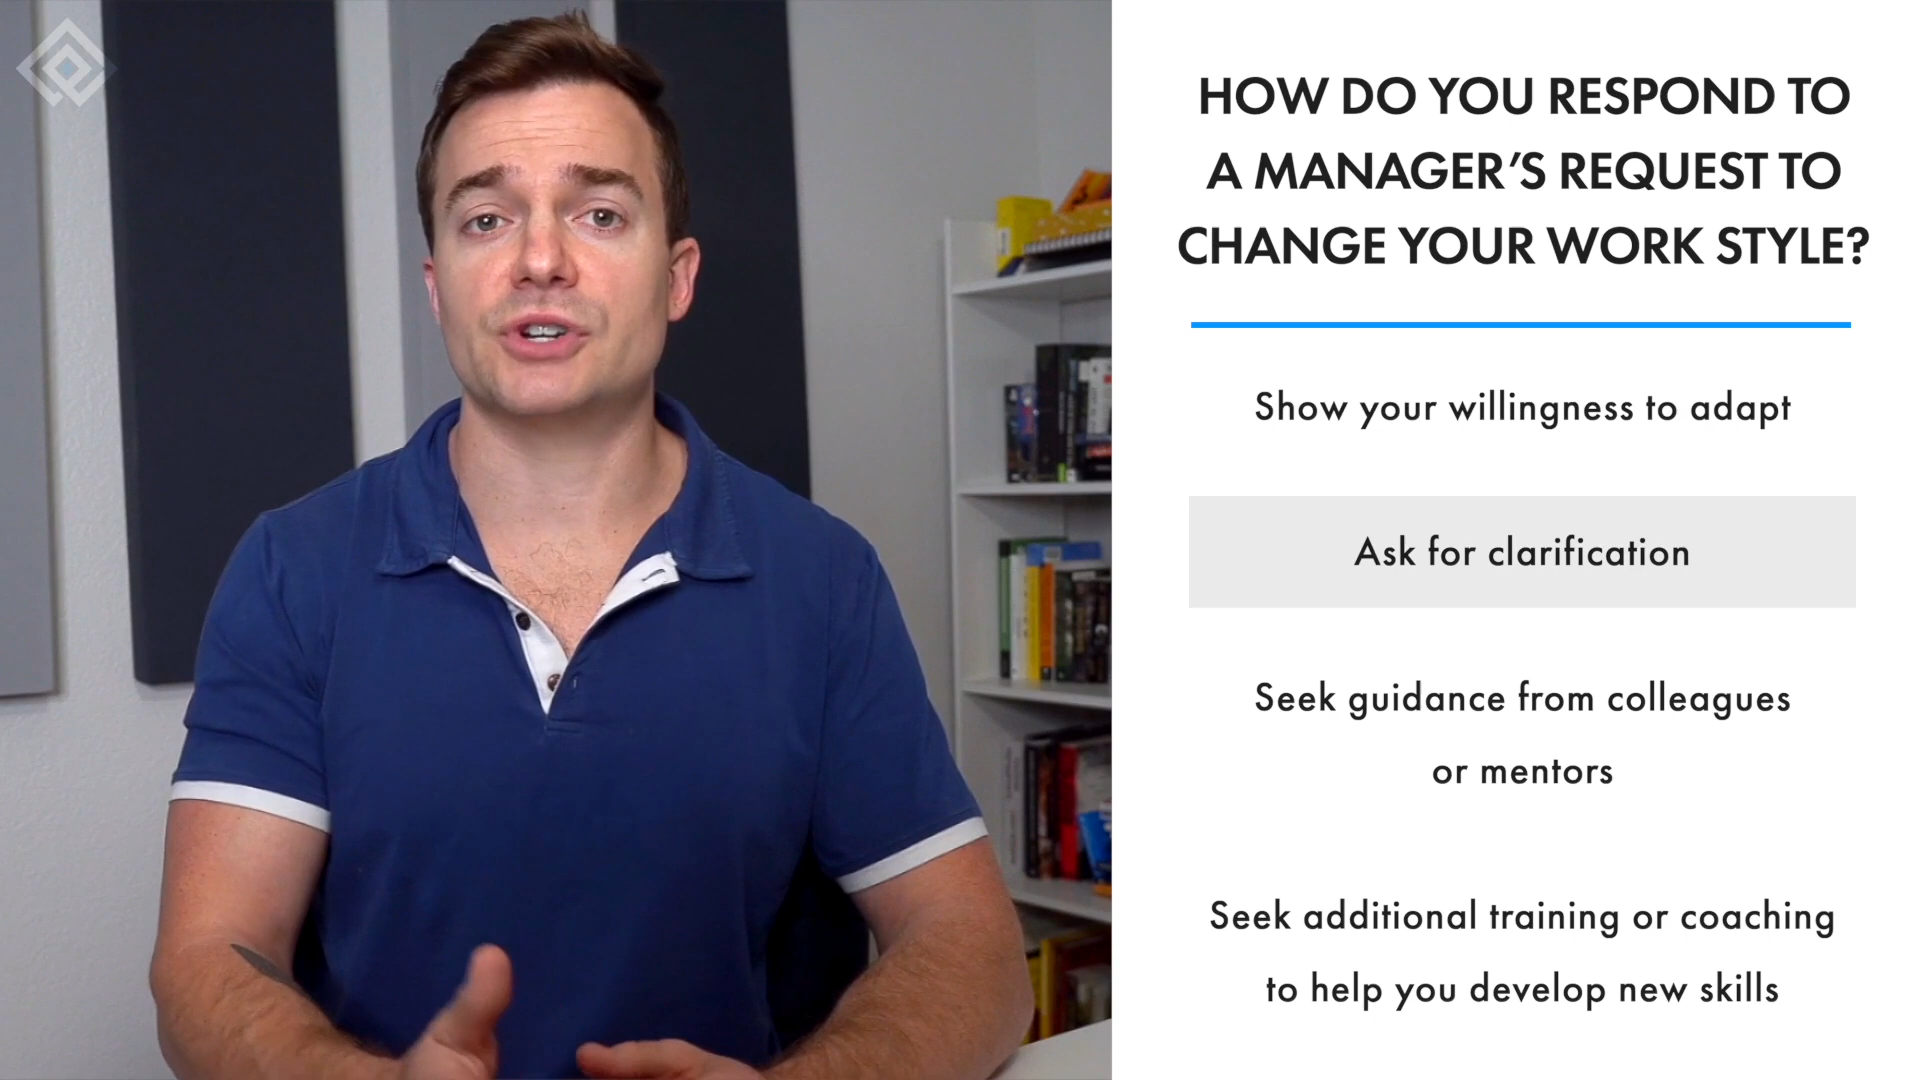 HOW DO YOU RESPOND TO
A MANAGER’S REQUEST TO
CHANGE YOUR WORK STYLE?
Show your willingness to adapt
Ask for clarification
Seek guidance from colleagues
or mentors
Seek additional training or coaching
to help you develop new skills